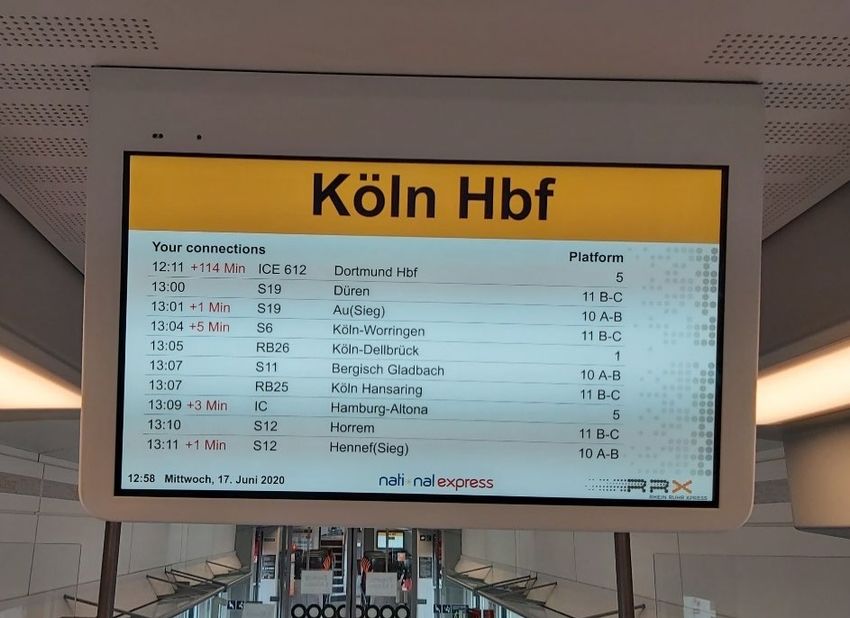 Köln Hbf
Your connections Platform
12:11 +114 Min ICE 612 Dortmund Hbf 5
13:00 S19 Düren 11 B-C
13:01 +1 Min S19 Au(Sieg) 10 A-B
13:04 +5 Min S6 Köln-Worringen 11 B-C
13:05 RB26 Köln-Dellbrück 1
13:07 S11 Bergisch Gladbach 10 A-B
13:07 RB25 Köln Hansaring 11 B-C
13:09 +3 Min IC Hamburg-Altona 5
13:10 S12 Horrem 11 B-C
13:11 +1 Min S12 Hennef(Sieg) 10 A-B
12:58 Mittwoch, 17. Juni 2020 national express RRX
RHEIN RUHR XPRESS